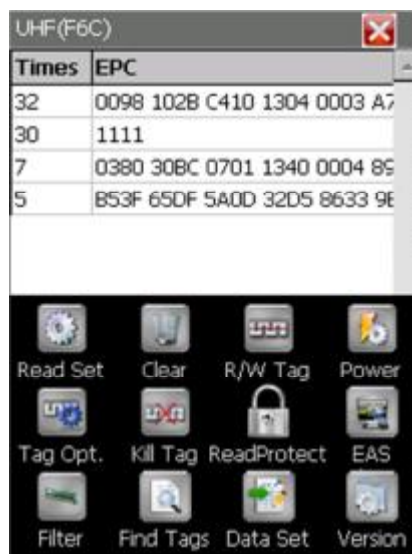 UHF(F6C)
Times EPC
32 0098 102B C410 1304 0003 A7
30 1111
7 0380 30BC 0701 1340 0004 89
5 B53F 65DF 5A0D 32D5 8633 9E
Read Set Clear R/W Tag Power
Tag Opt. Kill Tag ReadProtect EAS
Filter Find Tags Data Set Version